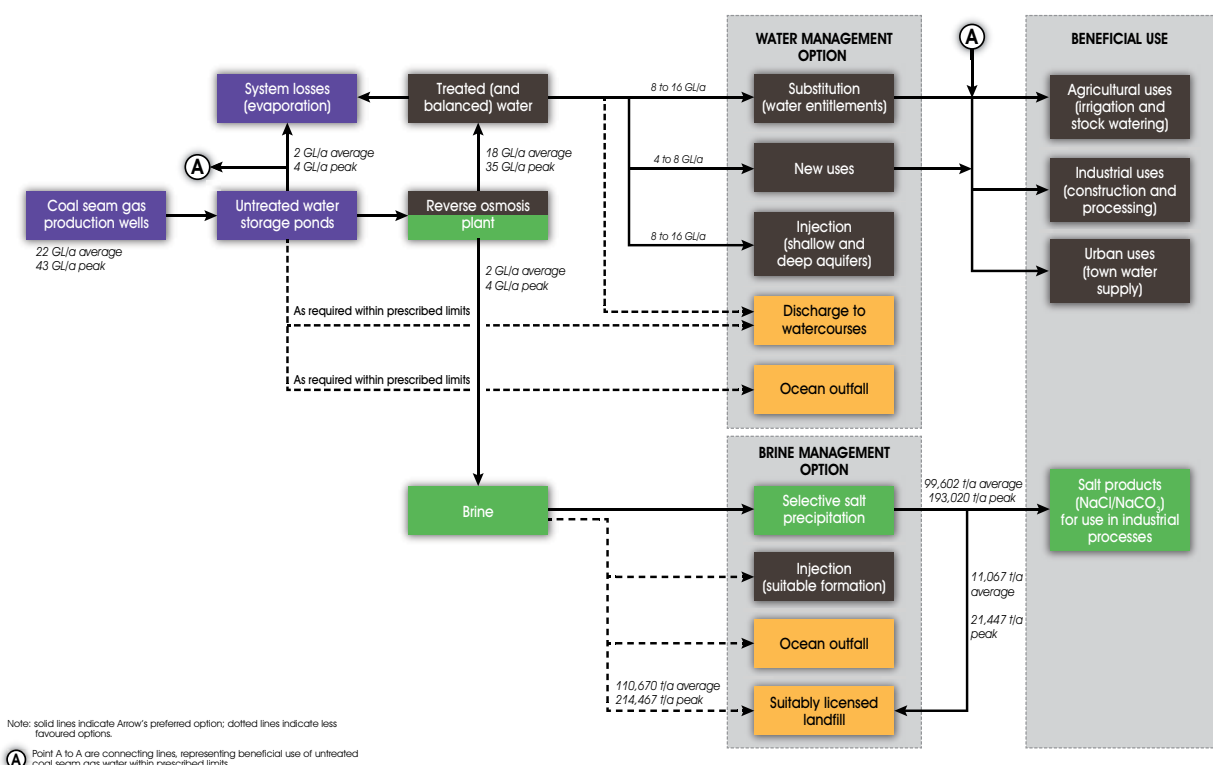 WATER MANAGEMENT
OPTION
A
BENEFICIAL USE
System losses
(evaporation)
Treated (and
balanced) water
8 to 16 GL/a
Substitution
(water entitlements)
Agricultural uses
(irrigation and
stock watering)
A
2 GL/a average
4 GL/a peak
18 GL/a average
35 GL/a peak
4 to 8 GL/a
New uses
Industrial uses
(construction and
processing)
Coal seam gas
production wells
Untreated water
storage ponds
Reverse osmosis
plant
22 GL/a average
43 GL/a peak
8 to 16 GL/a
Injection
(shallow and
deep aquifers)
Urban uses
(town water
supply)
2 GL/a average
4 GL/a peak
As required within prescribed limits
Discharge to
watercourses
As required within prescribed limits
Ocean outfall
BRINE MANAGEMENT
OPTION
Brine
Selective salt
precipitation
99,602 t/a average
193,020 t/a peak
Salt products
(NaCl/NaCO3)
for use in industrial
processes
Injection
(suitable formation)
11,067 t/a
average
21,447 t/a
peak
Ocean outfall
110,670 t/a average
214,467 t/a peak
Suitably licensed
landfill
Note: solid lines indicate Arrow's preferred option; dotted lines indicate less
favoured options.
A Point A to A are connecting lines, representing beneficial use of untreated
coal seam gas water within prescribed limits